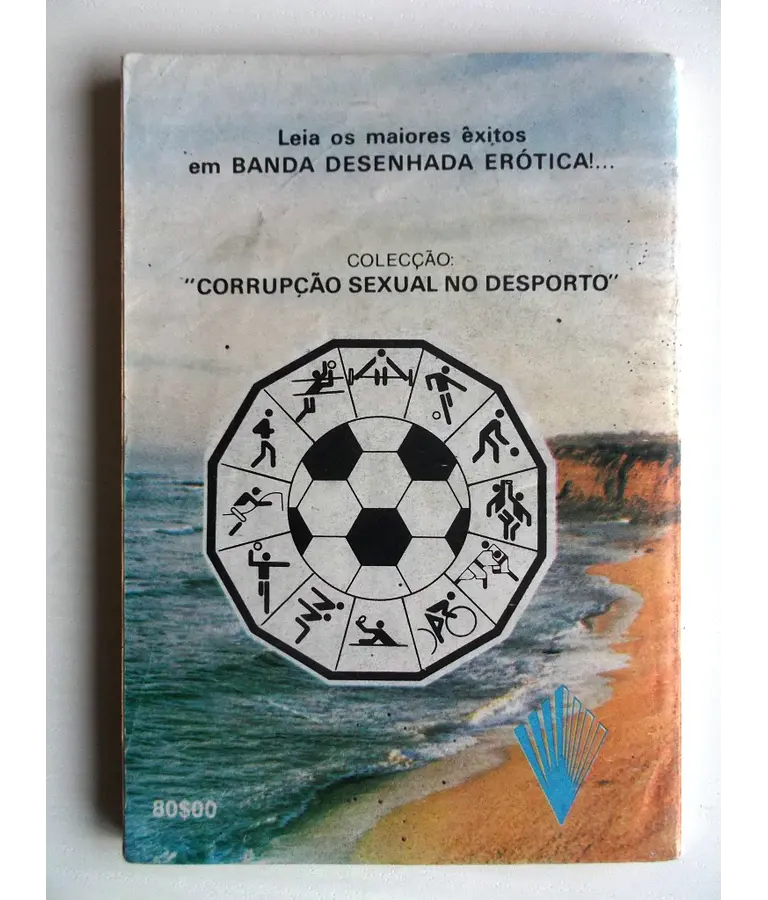 Leia os maiores êxitos
em BANDA DESENHADA ERÓTICA!...
COLECÇÃO:
"CORRUPÇÃO SEXUAL NO DESPORTO"
80$00